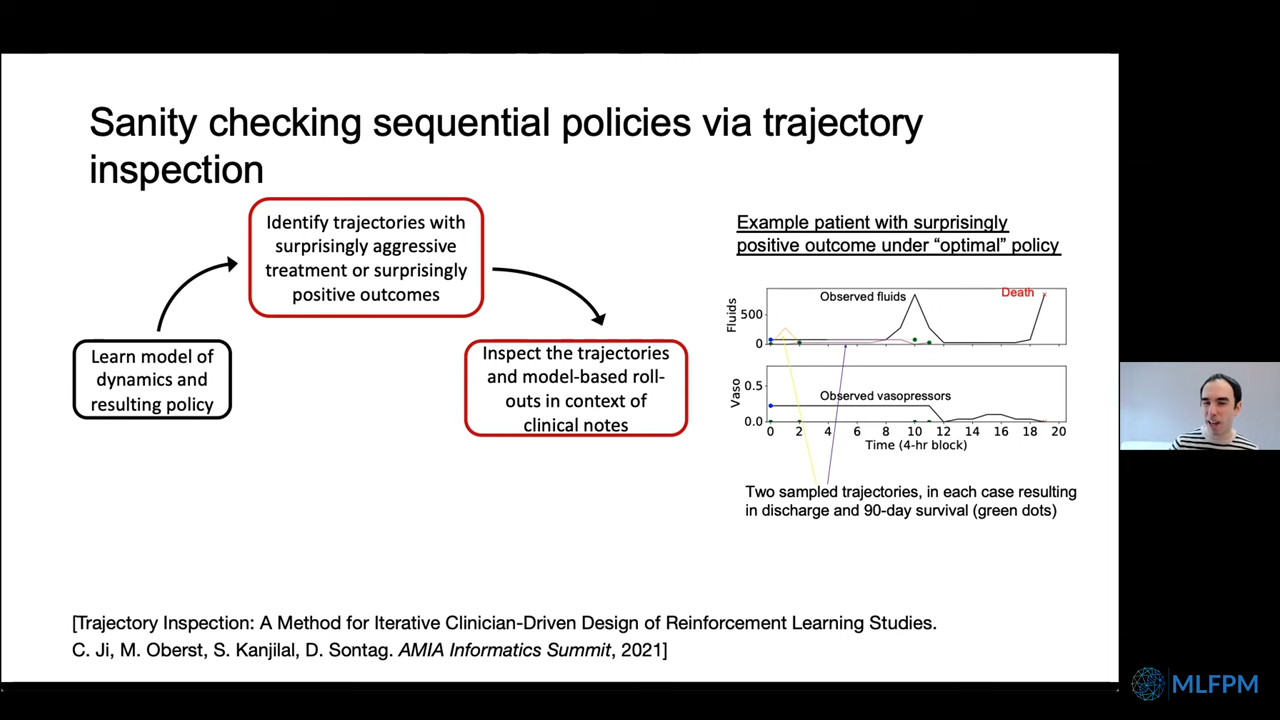 Sanity checking sequential policies via trajectory
inspection
Identify trajectories with
surprisingly aggressive
treatment or surprisingly
positive outcomes
Learn model of
dynamics and
resulting policy
Inspect the trajectories
and model-based roll-
outs in context of
clinical notes
Example patient with surprisingly
positive outcome under “optimal” policy
Fluids
500
0
Observed fluids
Death
Vaso
0.5
0.0
Observed vasopressors
0 2 4 6 8 10 12 14 16 18 20
Time (4-hr block)
Two sampled trajectories, in each case resulting
in discharge and 90-day survival (green dots)
[Trajectory Inspection: A Method for Iterative Clinician-Driven Design of Reinforcement Learning Studies.
C. Ji, M. Oberst, S. Kanjilal, D. Sontag. AMIA Informatics Summit, 2021]
MLFPM